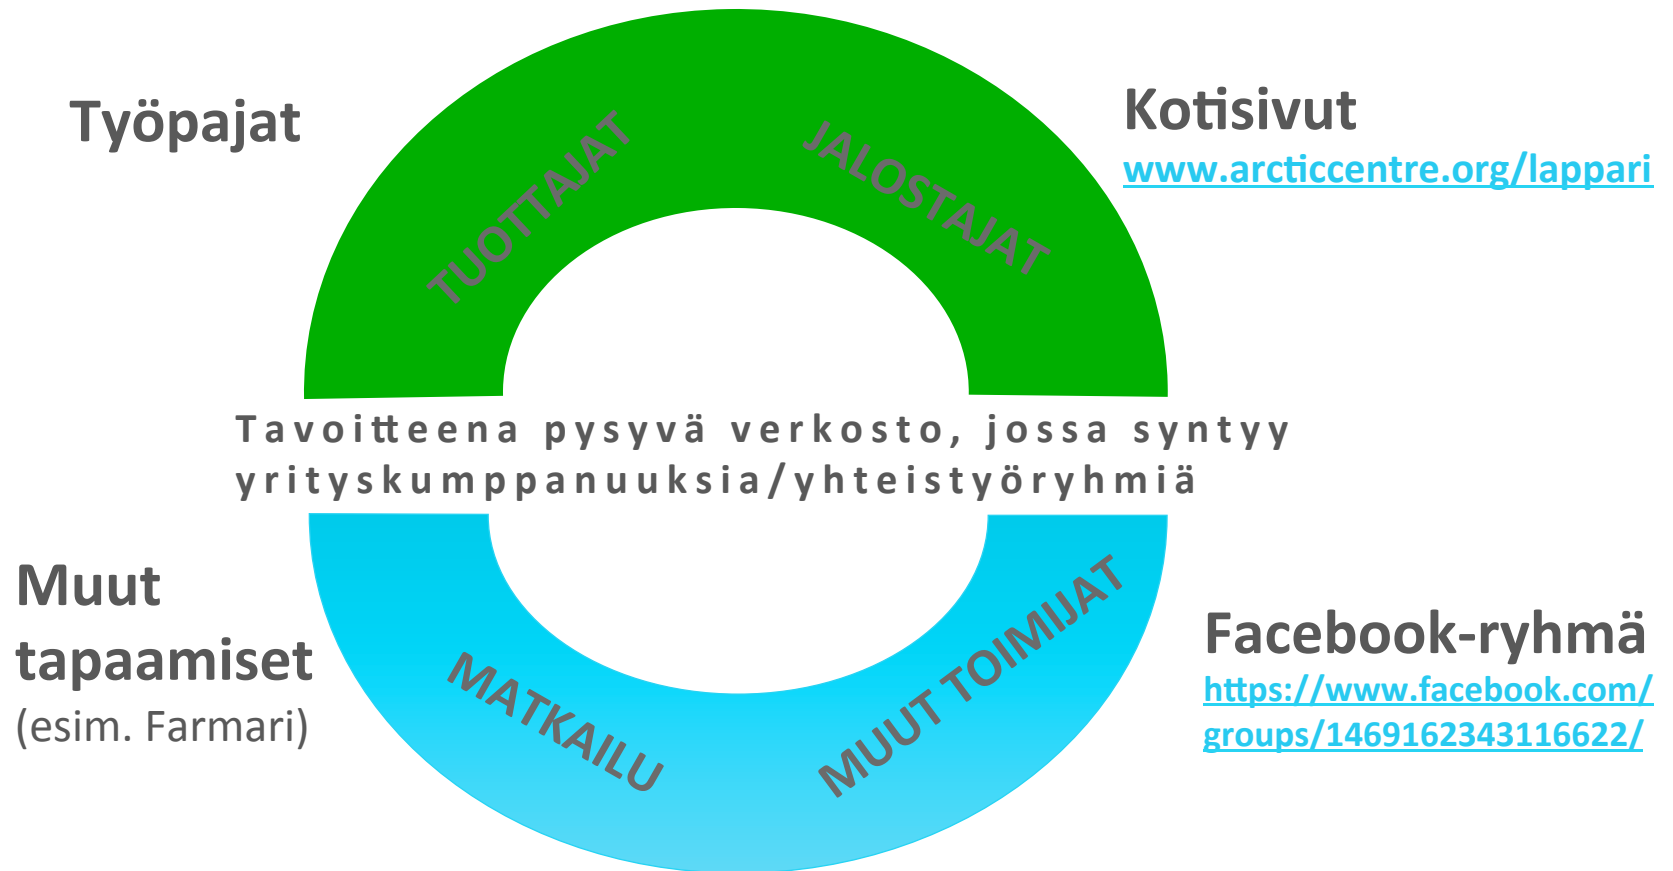 Työpajat
Kotisivut
www.arcticcentre.org/lappari
TUOTTAJAT
JALOSTAJAT
Tavoitteena pysyvä verkosto, jossa syntyy
yrityskumppanuuksia/yhteistyöryhmiä
Muut
tapaamiset
(esim. Farmari)
MATKAILU
MUUT TOIMIJAT
Facebook-ryhmä
https://www.facebook.com/
groups/1469162343116622/